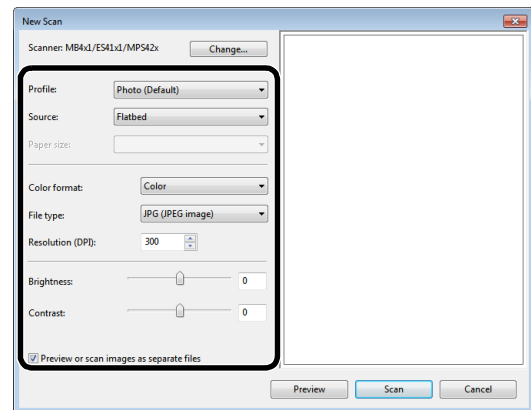 New Scan
Scanner: MB4x1/ES41x1/MPS42x Change...
Profile: Photo (Default)
Source: Flatbed
Paper size:
Color format: Color
File type: JPG (JPEG image)
Resolution (DPI): 300
Brightness: 0
Contrast: 0
Preview or scan images as separate files
Preview Scan Cancel